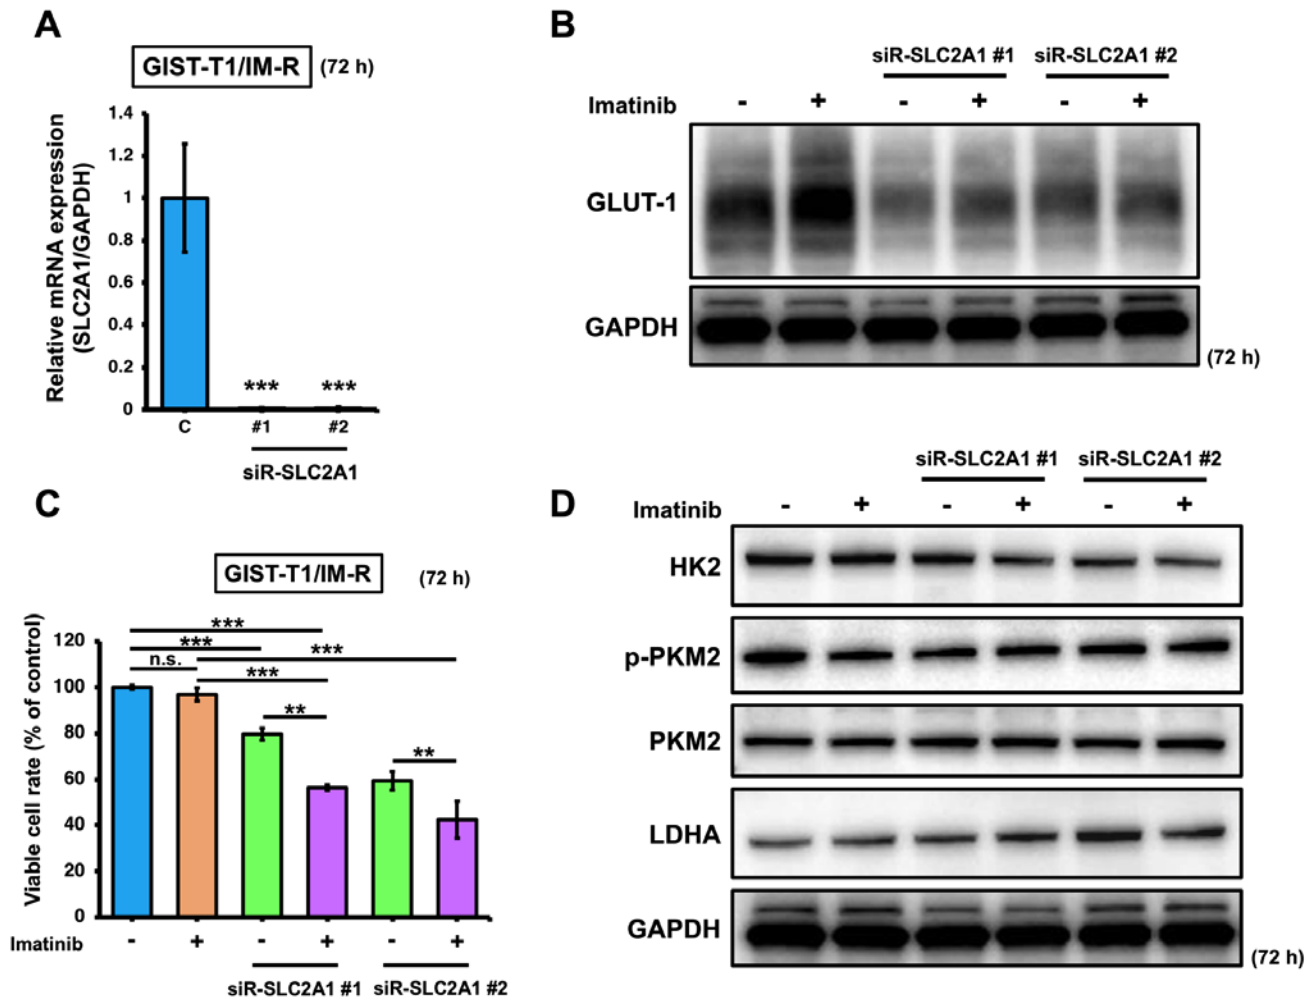 A
GIST-T1/IM-R (72 h)
Relative mRNA expression
(SLC2A1/GAPDH)
1.4
1.2
1
0.8
0.6
0.4
0.2
0
*** ***
C #1 #2
siR-SLC2A1
B
siR-SLC2A1 #1 siR-SLC2A1 #2
Imatinib - + - + - +
GLUT-1
GAPDH
(72 h)
C
GIST-T1/IM-R (72 h)
Viable cell rate (% of control)
120
100
80
60
40
20
0
***
***
n.s.
***
***
**
**
Imatinib - + - + - +
siR-SLC2A1 #1 siR-SLC2A1 #2
D
siR-SLC2A1 #1 siR-SLC2A1 #2
Imatinib - + - + - +
HK2
p-PKM2
PKM2
LDHA
GAPDH
(72 h)